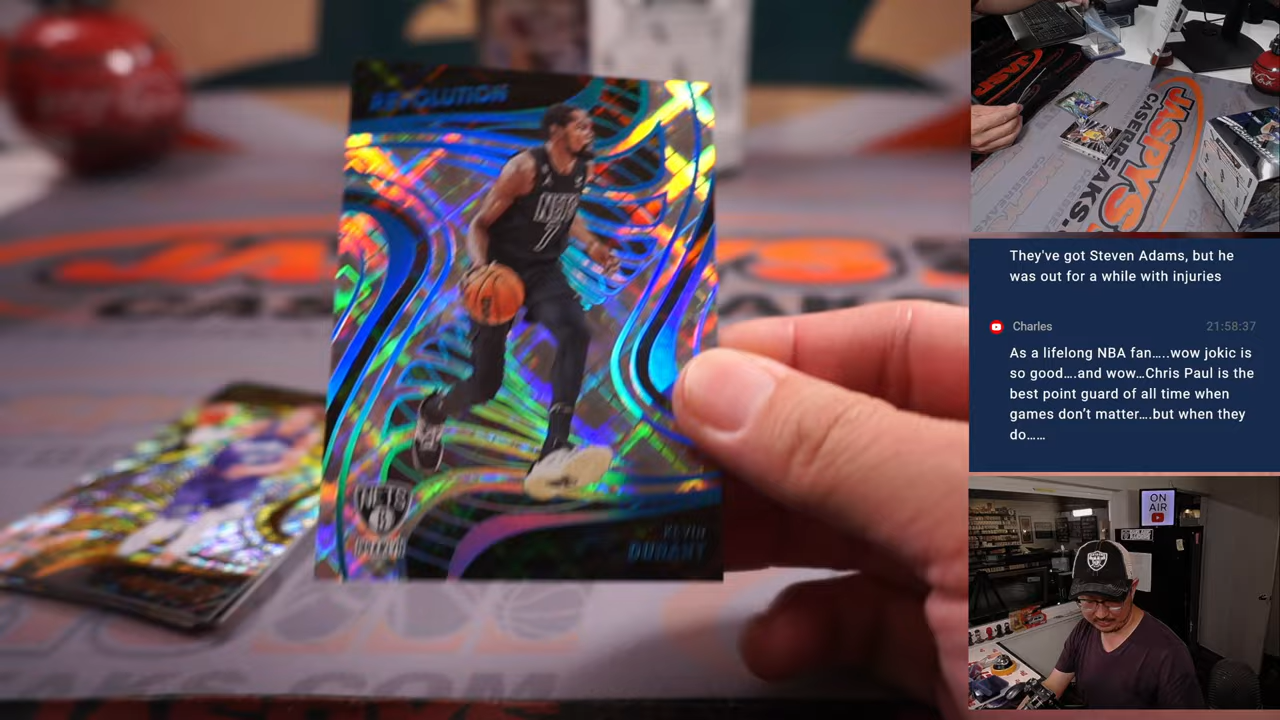 REVOLUTION
NETS
7
NETS
B
KEVIN
DURANT
JASPYS
CASEBREAKS.
They've got Steven Adams, but he
was out for a while with injuries
Charles 21:58:37
As a lifelong NBA fan.....wow jokic is
so good....and wow...Chris Paul is the
best point guard of all time when
games don't matter....but when they
do......
ON
AIR